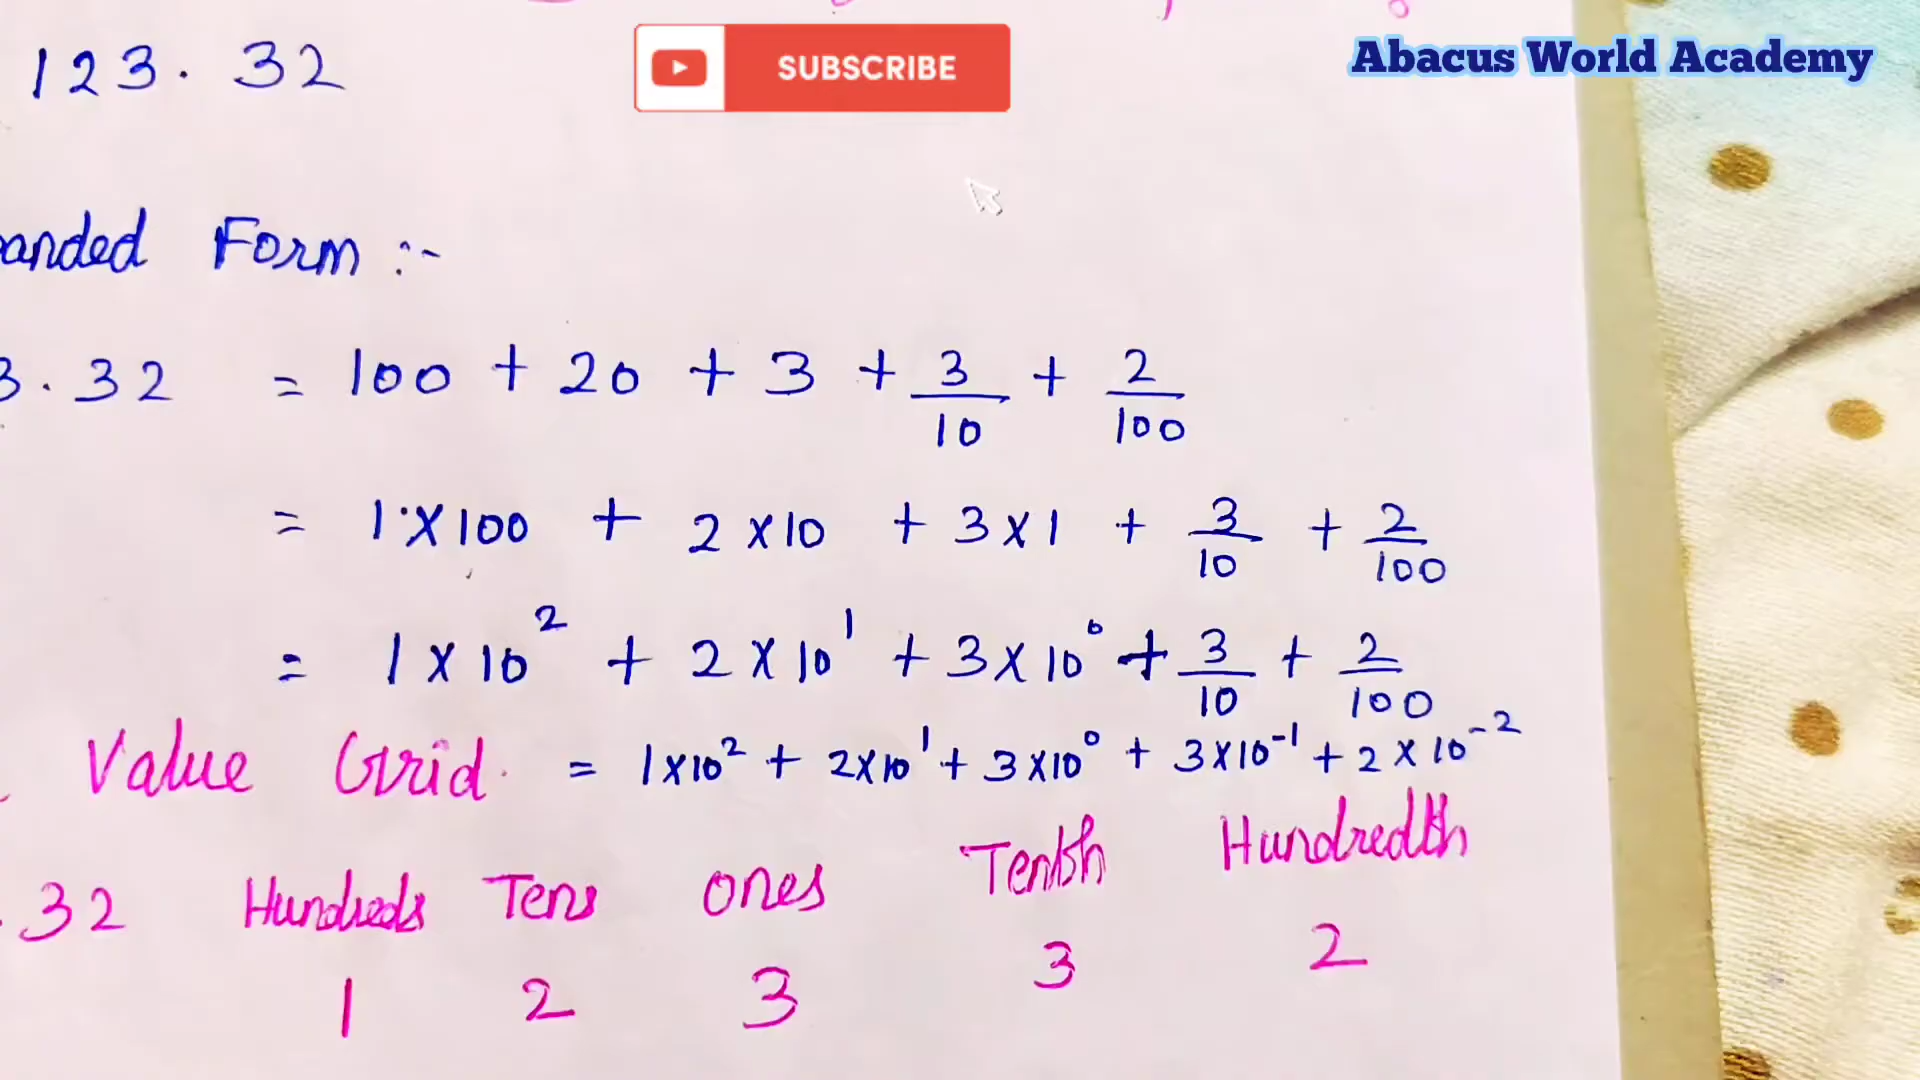 123.32
SUBSCRIBE
Abacus World Academy
anded Form :-
3.32 = 100 + 20 + 3 + 3/10 + 2/100
= 1×100 + 2×10 + 3×1 + 3/10 + 2/100
= 1×10² + 2×10¹ + 3×10⁰ + 3/10 + 2/100
Value Grid. = 1×10² + 2×10¹ + 3×10⁰ + 3×10⁻¹ + 2×10⁻²
.32 Hundreds Tens Ones Tenth Hundredth
1 2 3 3 2